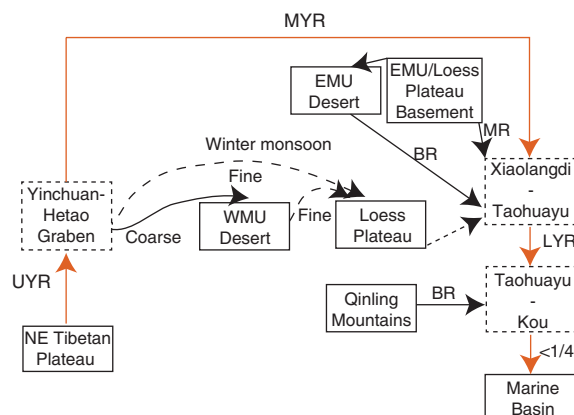 MYR
EMU
Desert
EMU/Loess
Plateau
Basement
MR
BR
Winter monsoon
Fine
Yinchuan-
Hetao
Graben
Coarse
WMU
Desert
Fine
Loess
Plateau
Xiaolangdi
-
Taohuayu
LYR
UYR
NE Tibetan
Plateau
Qinling
Mountains
BR
Taohuayu
-
Kou
<1/4
Marine
Basin